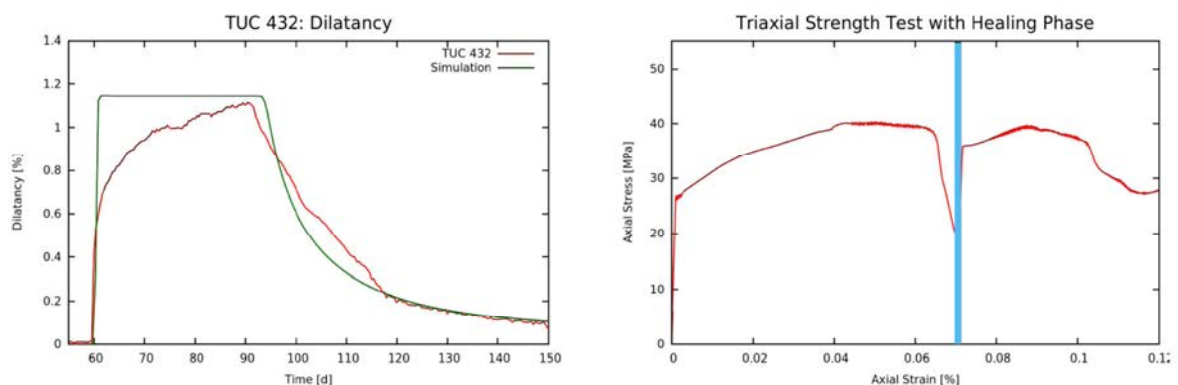 TUC 432: Dilatancy
1.4
1.2
1
0.8
0.6
0.4
0.2
0
Dilatancy [%]
TUC 432
Simulation
60 70 80 90 100 110 120 130 140 150
Time [d]
Triaxial Strength Test with Healing Phase
50
40
30
20
10
0
Axial Stress [MPa]
0 0.02 0.04 0.06 0.08 0.1 0.12
Axial Strain [%]